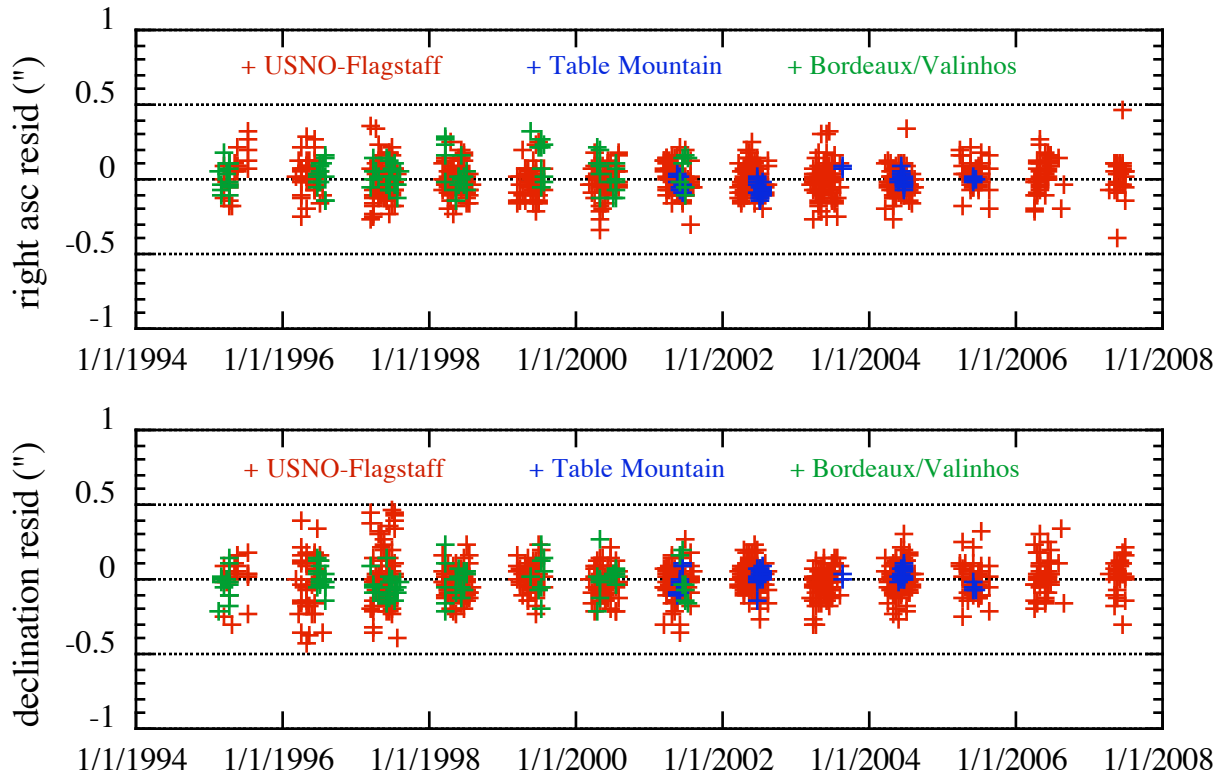 1
+ USNO-Flagstaff + Table Mountain + Bordeaux/Valinhos
0.5
right asc resid (")
0
-0.5
-1
1/1/1994 1/1/1996 1/1/1998 1/1/2000 1/1/2002 1/1/2004 1/1/2006 1/1/2008
1
+ USNO-Flagstaff + Table Mountain + Bordeaux/Valinhos
0.5
declination resid (")
0
-0.5
-1
1/1/1994 1/1/1996 1/1/1998 1/1/2000 1/1/2002 1/1/2004 1/1/2006 1/1/2008